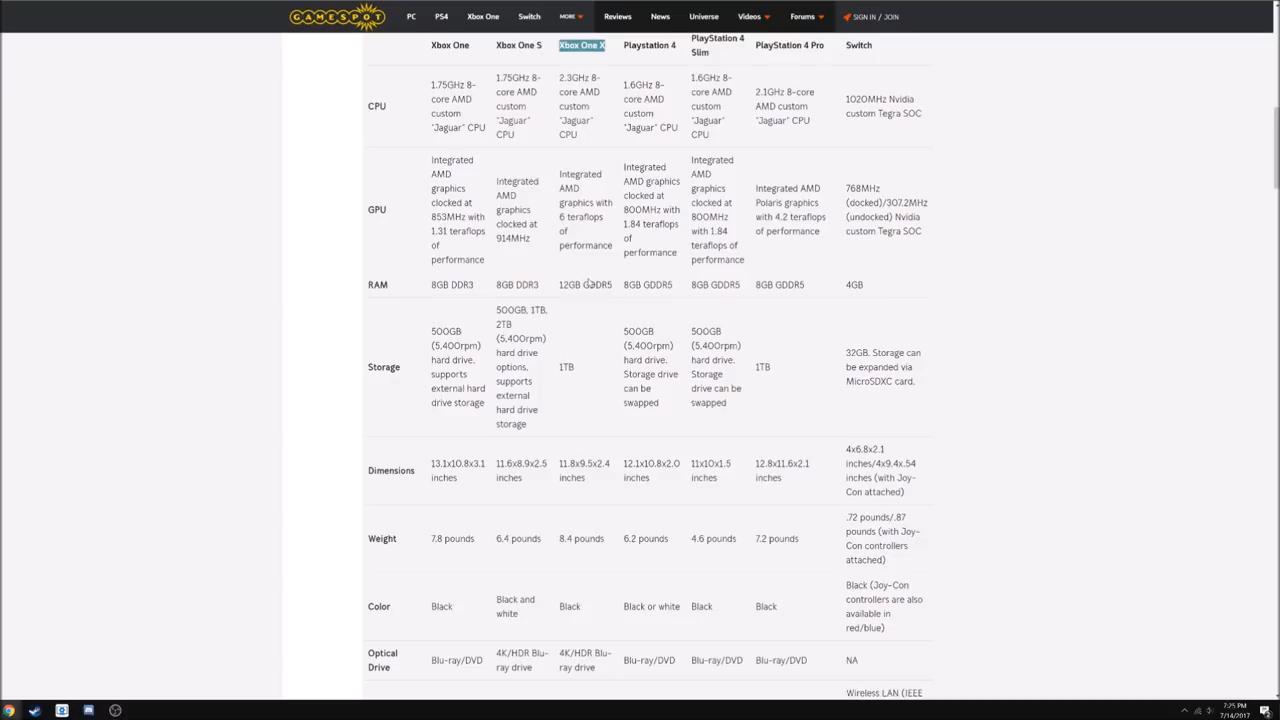 GAMESPOT
PC PS4 Xbox One Switch MORE Reviews News Universe Videos Forums SIGN IN / JOIN
Xbox One
Xbox One S
Xbox One X
Playstation 4
PlayStation 4
Slim
PlayStation 4 Pro
Switch
CPU
1.75GHz 8-
core AMD
custom
"Jaguar" CPU
1.75GHz 8-
core AMD
custom
"Jaguar"
CPU
2.3GHz 8-
core AMD
custom
"Jaguar"
CPU
1.6GHz 8-
core AMD
custom
"Jaguar" CPU
1.6GHz 8-
core AMD
custom
"Jaguar"
CPU
2.1GHz 8-core
AMD custom
"Jaguar" CPU
1020MHz Nvidia
custom Tegra SOC
GPU
Integrated
AMD
graphics
clocked at
853MHz with
1.31 teraflops
of
performance
Integrated
AMD
graphics
clocked at
914MHz
Integrated
AMD
graphics with
6 teraflops
of
performance
Integrated
AMD graphics
clocked at
800MHz with
1.84 teraflops
of
performance
Integrated
AMD
graphics
clocked at
800MHz
with 1.84
teraflops of
performance
Integrated AMD
Polaris graphics
with 4.2 teraflops
of performance
768MHz
(docked)/307.2MHz
(undocked) Nvidia
custom Tegra SOC
RAM
8GB DDR3
8GB DDR3
12GB GDDR5
8GB GDDR5
8GB GDDR5
8GB GDDR5
4GB
Storage
500GB
(5,400rpm)
hard drive,
supports
external hard
drive storage
500GB, 1TB,
2TB
(5,400rpm)
hard drive
options,
supports
external
hard drive
storage
1TB
500GB
(5,400rpm)
hard drive.
Storage drive
can be
swapped
500GB
(5,400rpm)
hard drive.
Storage
drive can be
swapped
1TB
32GB. Storage can
be expanded via
MicroSDXC card.
Dimensions
13.1x10.8x3.1
inches
11.6x8.9x2.5
inches
11.8x9.5x2.4
inches
12.1x10.8x2.0
inches
11x10x1.5
inches
12.8x11.6x2.1
inches
4x6.8x2.1
inches/4x9.4x.54
inches (with Joy-
Con attached)
Weight
7.8 pounds
6.4 pounds
8.4 pounds
6.2 pounds
4.6 pounds
7.2 pounds
.72 pounds/.87
pounds (with Joy-
Con controllers
attached)
Color
Black
Black and
white
Black
Black or white
Black
Black
Black (Joy-Con
controllers are also
available in
red/blue)
Optical
Drive
Blu-ray/DVD
4K/HDR Blu-
ray drive
4K/HDR Blu-
ray drive
Blu-ray/DVD
Blu-ray/DVD
Blu-ray/DVD
NA
Wireless LAN (IEEE
7:25 PM
7/14/2017